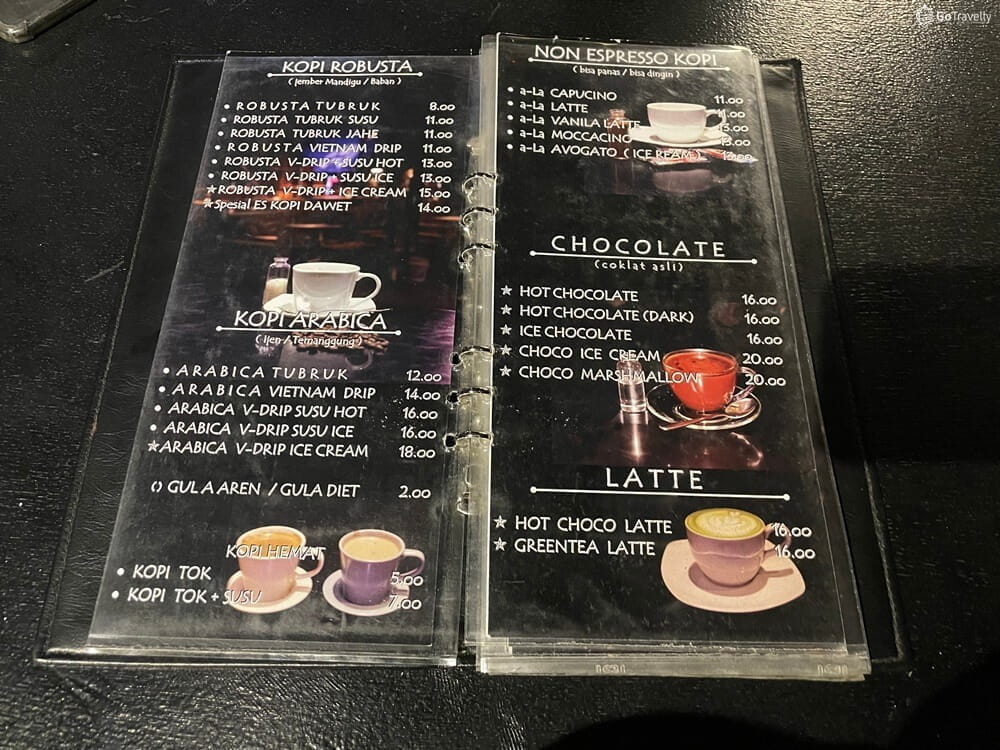 GoTravelly
KOPI ROBUSTA
( Jember Mandigu / Baban )
• ROBUSTA TUBRUK 8.00
• ROBUSTA TUBRUK SUSU 11.00
• ROBUSTA TUBRUK JAHE 11.00
• ROBUSTA VIETNAM DRIP 11.00
• ROBUSTA V-DRIP + SUSU HOT 13.00
• ROBUSTA V-DRIP + SUSU ICE 13.00
★ROBUSTA V-DRIP + ICE CREAM 15.00
★Spesial ES KOPI DAWET 14.00
KOPI ARABICA
( Ijen / Temanggung )
• ARABICA TUBRUK 12.00
• ARABICA VIETNAM DRIP 14.00
• ARABICA V-DRIP SUSU HOT 16.00
• ARABICA V-DRIP SUSU ICE 16.00
★ARABICA V-DRIP ICE CREAM 18.00
() GULA AREN / GULA DIET 2.00
KOPI HEMAT
• KOPI TOK 5.00
• KOPI TOK + SUSU 7.00
NON ESPRESSO KOPI
( bisa panas / bisa dingin )
• a-La CAPUCINO 11.00
• a-La LATTE 11.00
• a-La VANILA LATTE 13.00
• a-La MOCCACINO 13.00
• a-La AVOGATO ( ICE REAM ) 13.00
CHOCOLATE
(coklat asli)
★ HOT CHOCOLATE 16.00
★ HOT CHOCOLATE (DARK) 16.00
★ ICE CHOCOLATE 16.00
★ CHOCO ICE CREAM 20.00
★ CHOCO MARSHMALLOW 20.00
LATTE
★ HOT CHOCO LATTE 16.00
★ GREENTEA LATTE 16.00